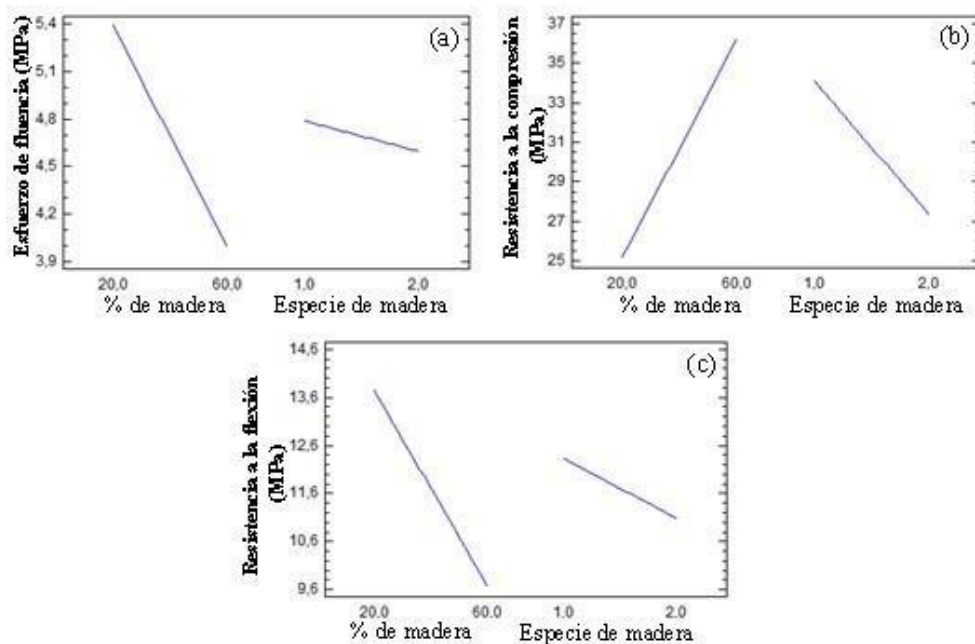 (a)
Esfuerzo de fluencia (MPa)
5,4
5,1
4,8
4,5
4,2
3,9
20,0 60,0 1,0 2,0
% de madera Especie de madera
(b)
Resistencia a la compresión
(MPa)
37
34
31
28
27
25
20,0 60,0 1,0 2,0
% de madera Especie de madera
(c)
Resistencia a la flexión
(MPa)
14,6
13,6
12,6
11,6
10,6
9,6
20.0 60.0 1.0 2.0
% de madera Especie de madera